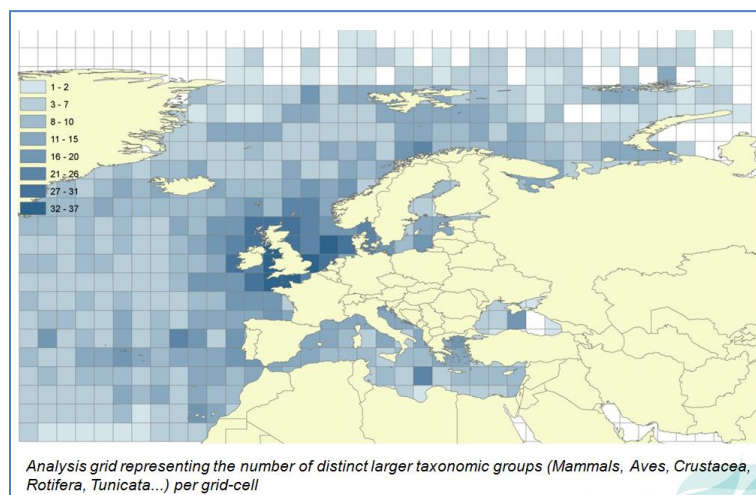 1 - 2
3 - 7
8 - 10
11 - 15
16 - 20
21 - 26
27 - 31
32 - 37
Analysis grid representing the number of distinct larger taxonomic groups (Mammals, Aves, Crustacea,
Rotifera, Tunicata...) per grid-cell